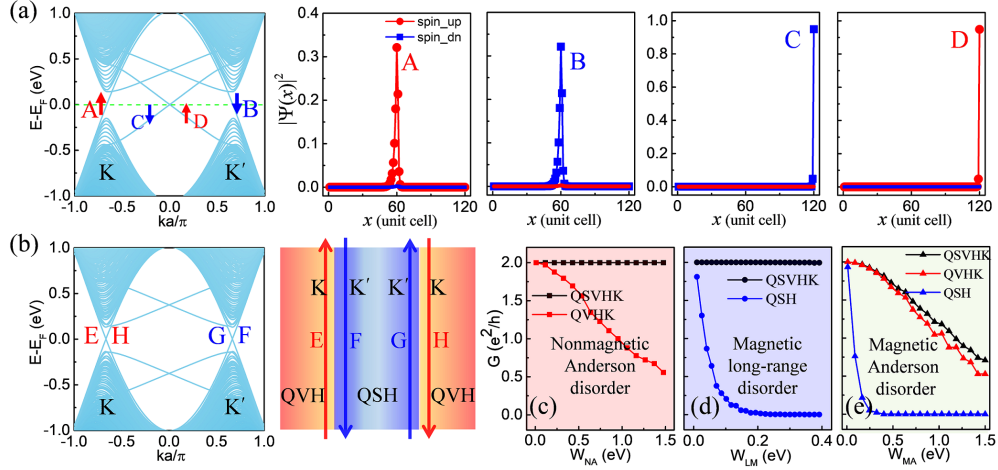 (a)
E-E_F (eV)
1.0
0.5
0.0
-0.5
-1.0
A
C
D
B
K
K′
-1.0 -0.5 0.0 0.5 1.0
ka/π
|Ψ(x)|²
0.4
0.3
0.2
0.1
0.0
spin_up
spin_dn
A
0 60 120
x (unit cell)
B
0 60 120
x (unit cell)
1.0
0.8
0.6
0.4
0.2
0.0
C
0 60 120
x (unit cell)
D
0 60 120
x (unit cell)
(b)
E-E_F (eV)
1.0
0.5
0.0
-0.5
-1.0
E H
G F
K
K′
-1.0 -0.5 0.0 0.5 1.0
ka/π
K K′ K′ K
E F G H
QVH QSH QVH
G (e²/h)
2.0
1.5
1.0
0.5
0.0
QSVHK
QVHK
Nonmagnetic
Anderson
disorder
(c)
0.0 0.5 1.0 1.5
W_NA (eV)
QSVHK
QSH
Magnetic
long-range
disorder
(d)
0.0 0.2 0.4
W_LM (eV)
QSVHK
QVHK
QSH
Magnetic
Anderson
disorder
(e)
0.0 0.5 1.0 1.5
W_MA (eV)